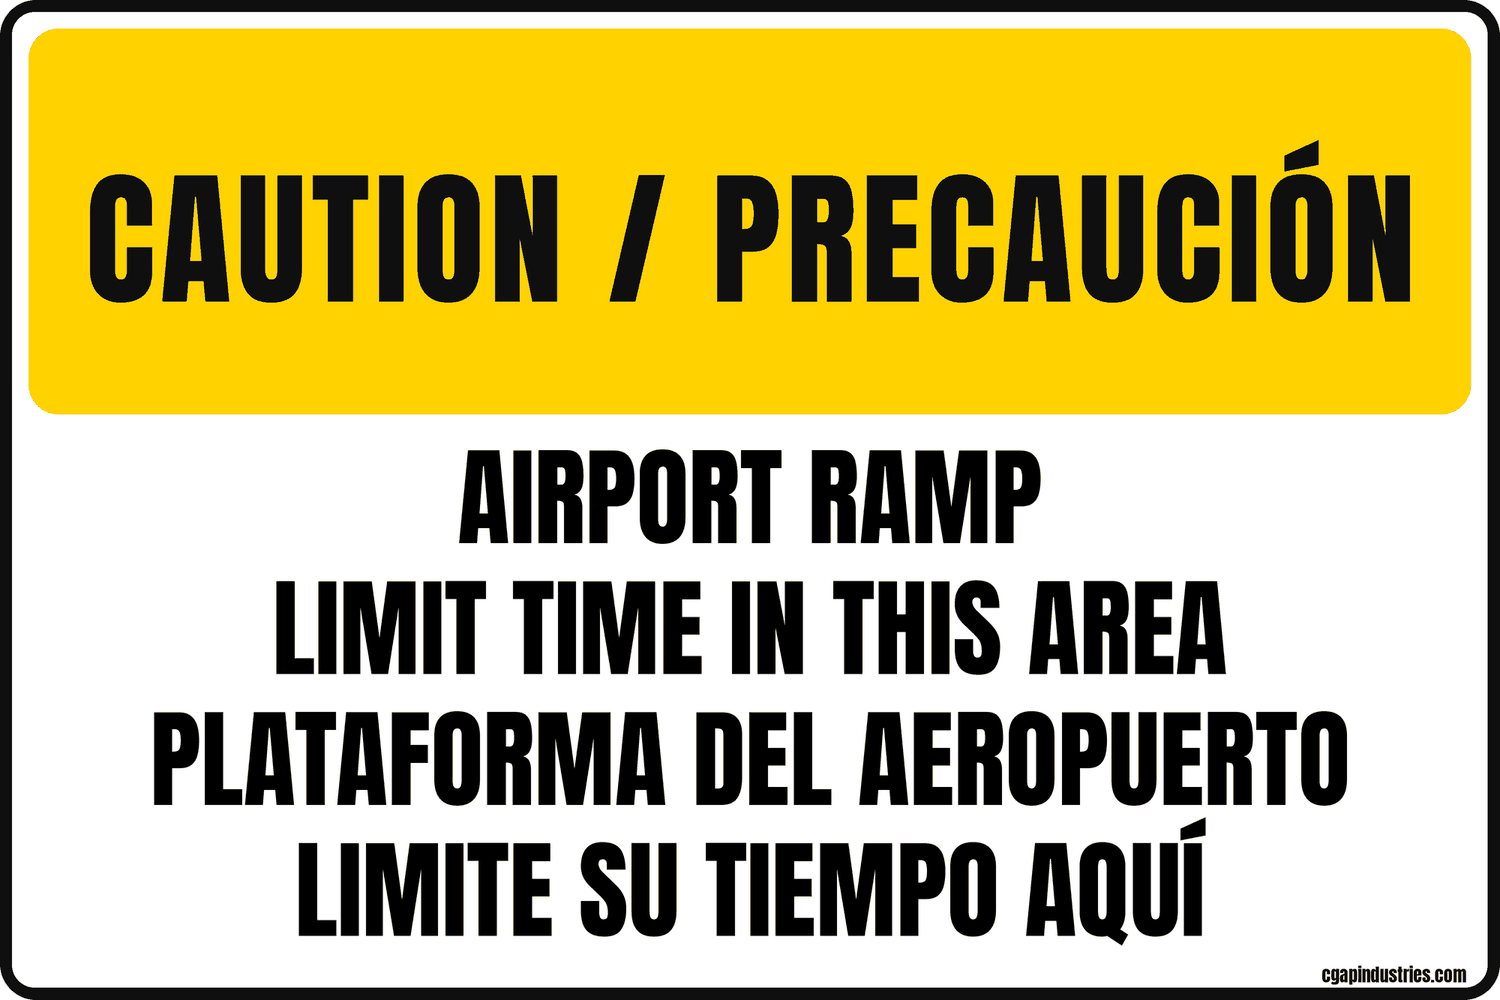 CAUTION / PRECAUCIÓN
AIRPORT RAMP
LIMIT TIME IN THIS AREA
PLATAFORMA DEL AEROPUERTO
LIMITE SU TIEMPO AQUÍ
cgapindustries.com